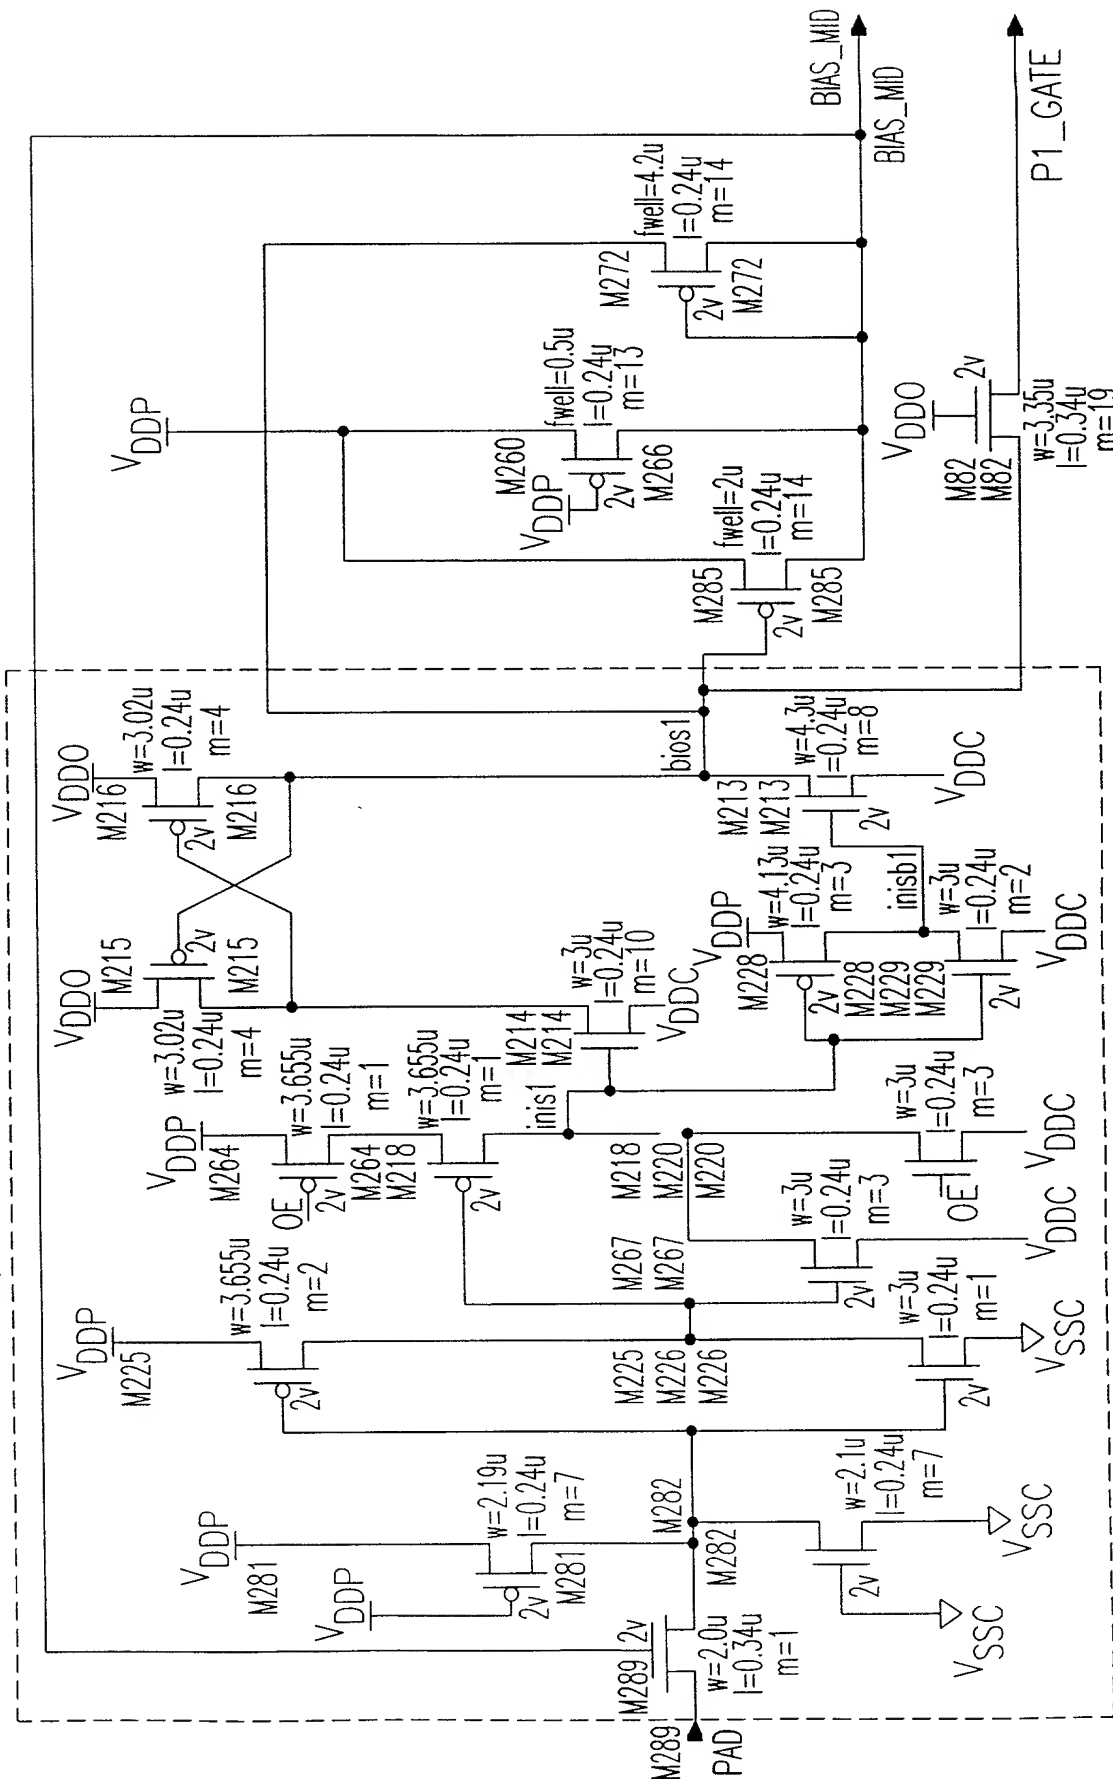 M289
PAD
M289
2v
w=2.0u
l=0.34u
m=1
VDDP
M281
VDDP
w=2.19u
l=0.24u
m=7
2v
M281
M282
M282
w=2.1u
l=0.24u
m=7
2v
VSSC
VSSC
VDDP
M225
w=3.655u
l=0.24u
m=2
2v
M225
M226
M226
w=3u
l=0.24u
m=1
2v
VSSC
VDDP
M264
w=3.655u
l=0.24u
m=1
OE
2v
M264
M218
w=3.655u
l=0.24u
m=1
2v
inis1
M218
M220
M220
M267
M267
w=3u
l=0.24u
m=3
2v
VDDC
w=3u
l=0.24u
m=3
OE
VDDC
VDDO
M215
2v
M215
w=3.02u
l=0.24u
m=4
M214
M214
w=3u
l=0.24u
m=10
VDDC
VDDO
M216
w=3.02u
l=0.24u
m=4
2v
M216
VDDP
M228
w=4.13u
l=0.24u
m=3
2v
M228
M229
M229
inisb1
w=3u
l=0.24u
m=2
2v
VDDC
bios1
M213
M213
w=4.3u
l=0.24u
m=8
2v
VDDC
VDDP
M285
fwell=2u
l=0.24u
m=14
2v
M285
M260
VDDP
fwell=0.5u
l=0.24u
m=13
2v
M266
M272
fwell=4.2u
l=0.24u
m=14
2v
M272
VDDO
M82
M82
2v
w=3.35u
l=0.34u
m=19
BIAS_MID
BIAS_MID
P1_GATE